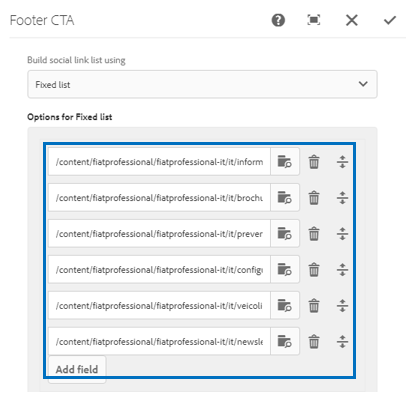 Footer CTA
Build social link list using
Fixed list
Options for Fixed list
/content/fiatprofessional/fiatprofessional-it/it/inform
/content/fiatprofessional/fiatprofessional-it/it/brochu
/content/fiatprofessional/fiatprofessional-it/it/preven
/content/fiatprofessional/fiatprofessional-it/it/configu
/content/fiatprofessional/fiatprofessional-it/it/veicoli
/content/fiatprofessional/fiatprofessional-it/it/newsle
Add field